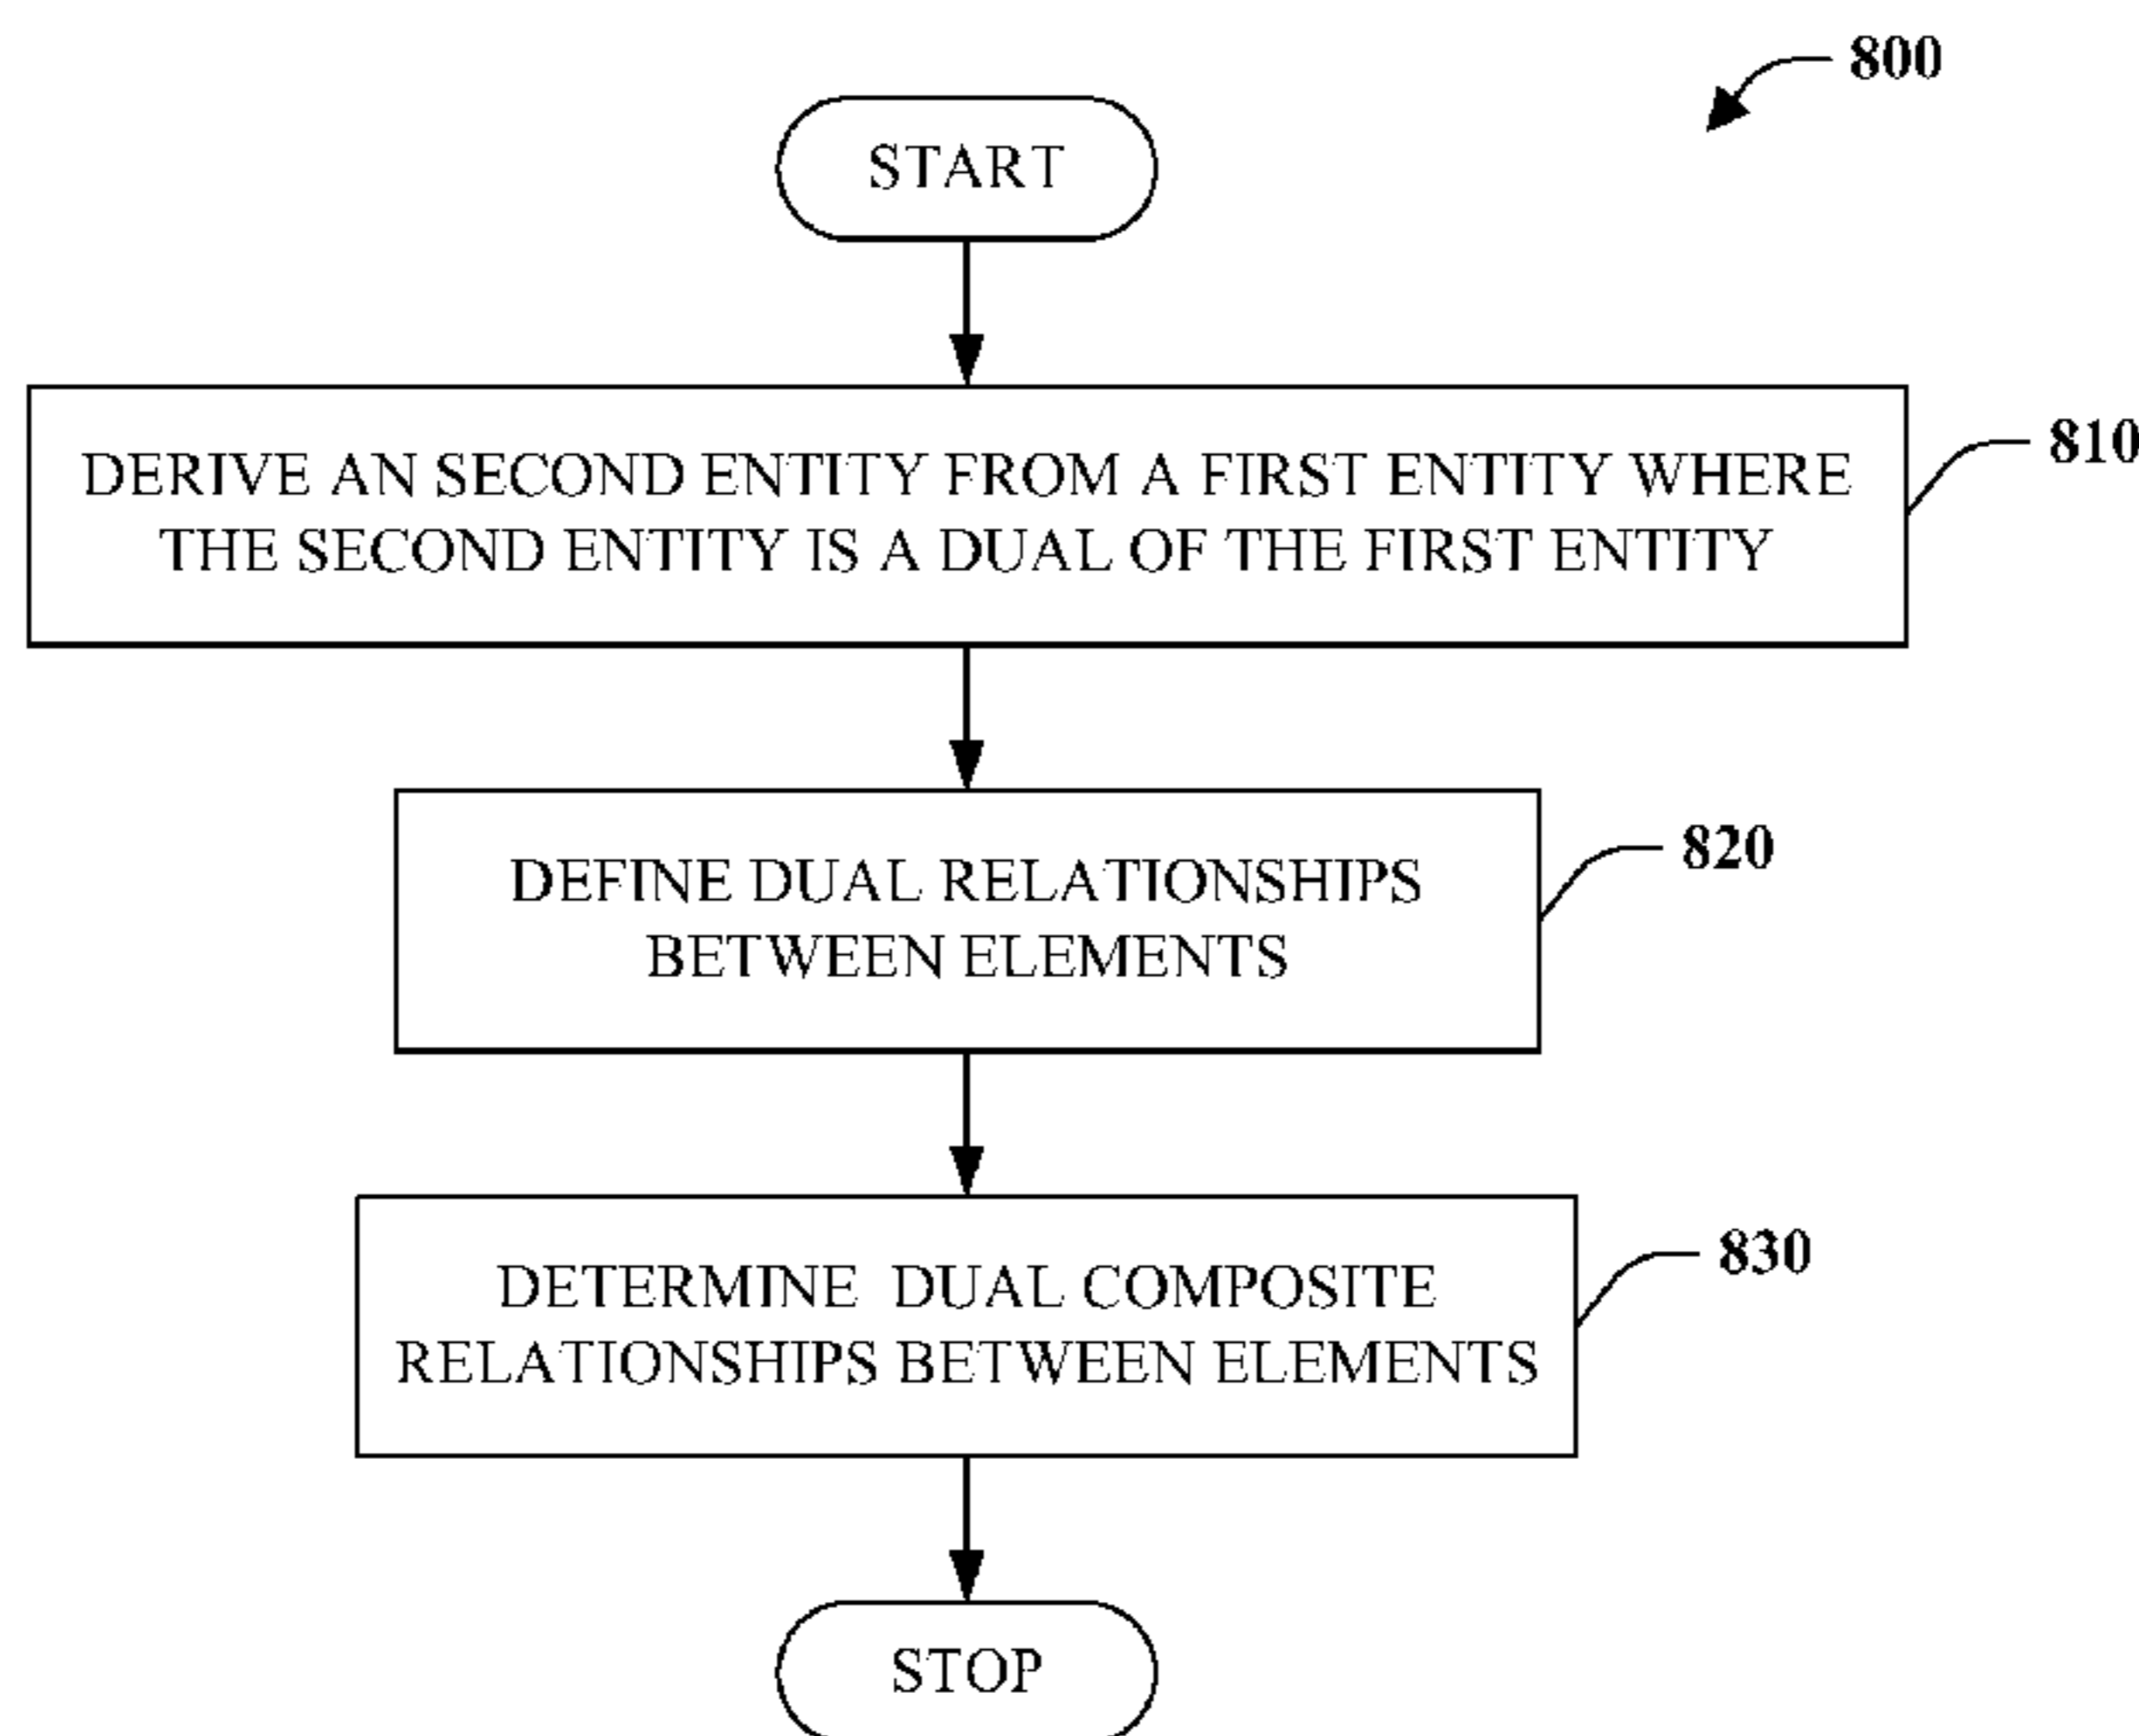 800
START
DERIVE AN SECOND ENTITY FROM A FIRST ENTITY WHERE
THE SECOND ENTITY IS A DUAL OF THE FIRST ENTITY
810
DEFINE DUAL RELATIONSHIPS
BETWEEN ELEMENTS
820
DETERMINE DUAL COMPOSITE
RELATIONSHIPS BETWEEN ELEMENTS
830
STOP